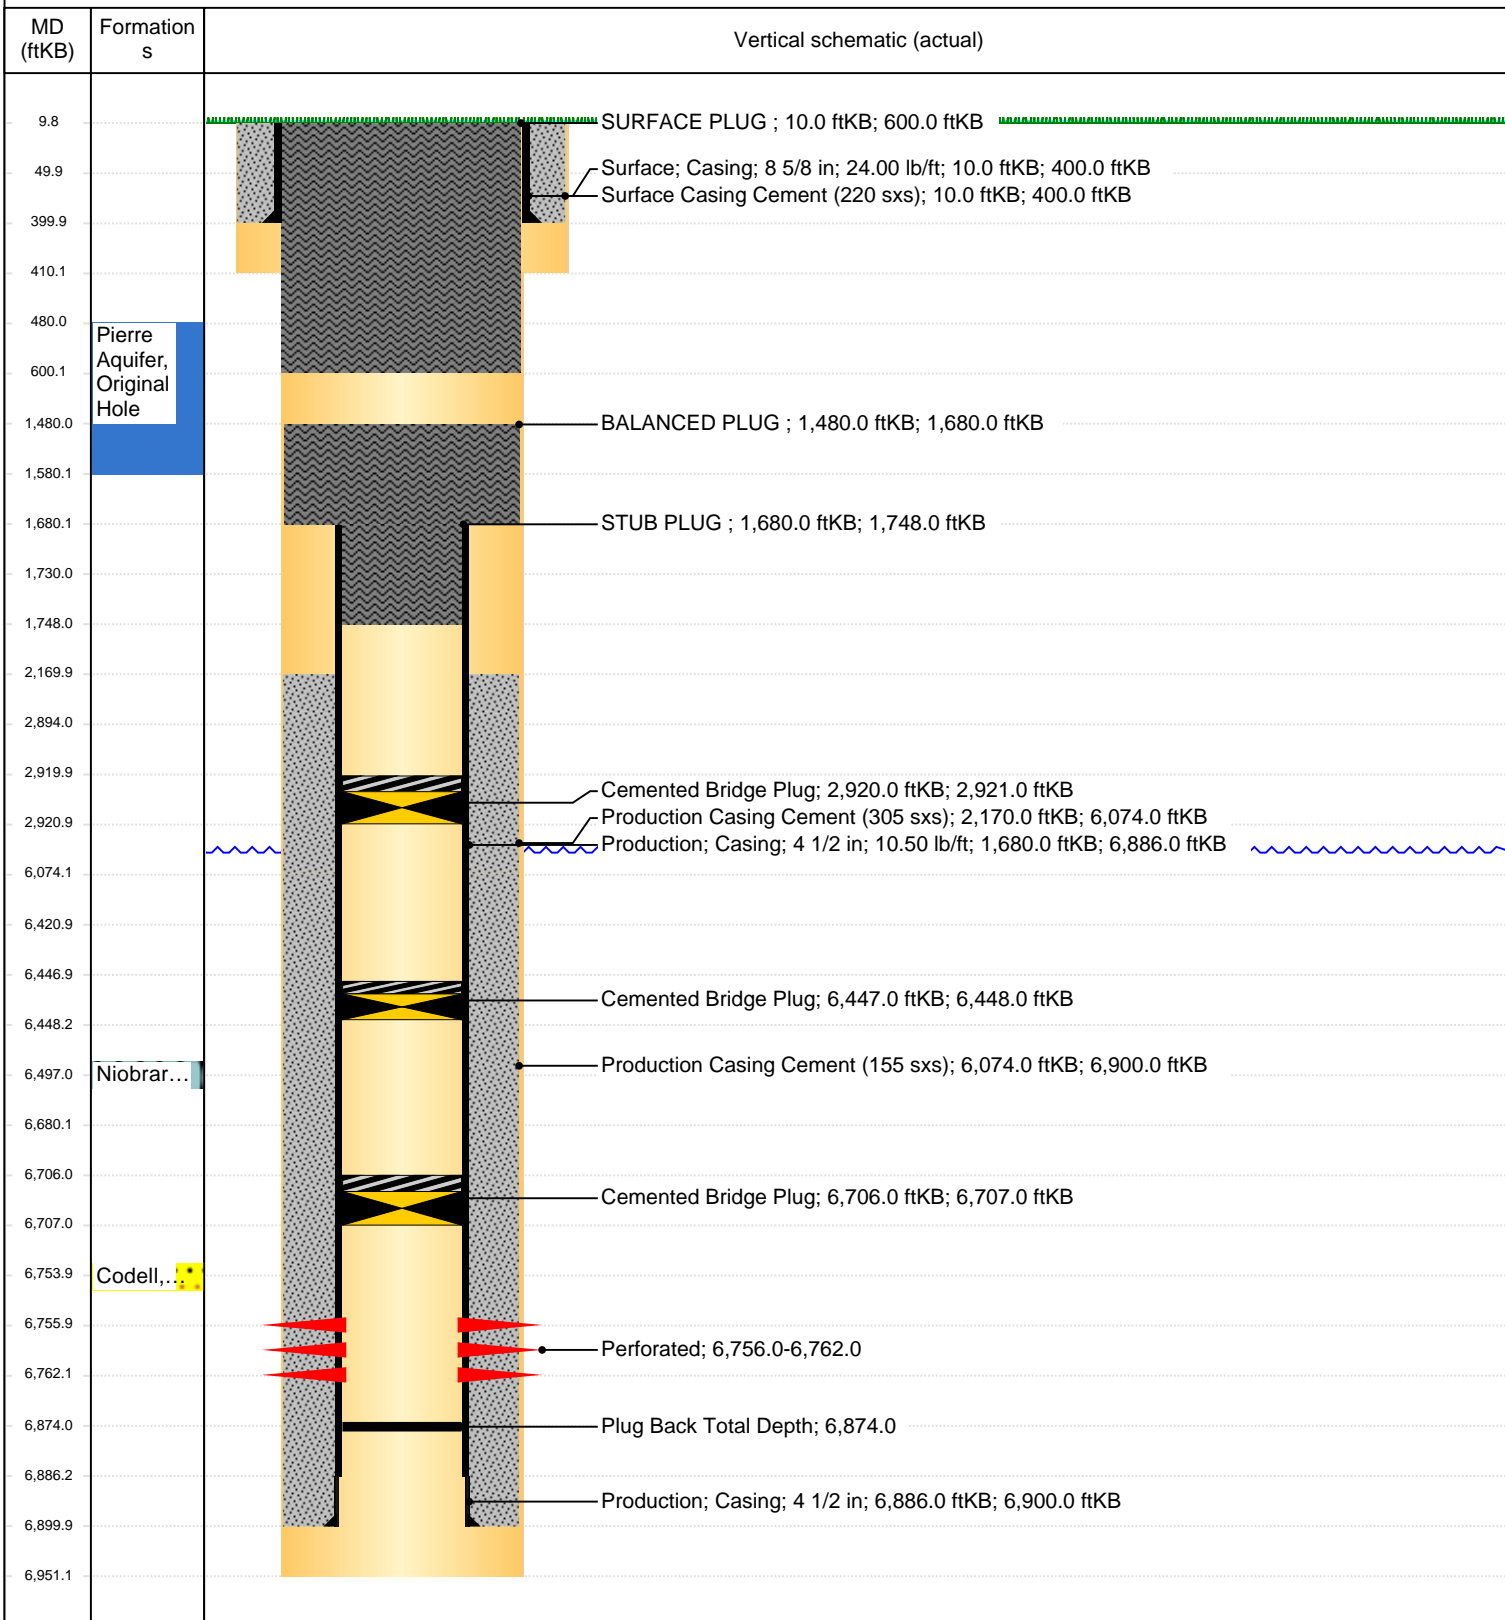 MD
(ftKB)
Formation
s
Vertical schematic (actual)
9.8
SURFACE PLUG ; 10.0 ftKB; 600.0 ftKB
49.9
Surface; Casing; 8 5/8 in; 24.00 lb/ft; 10.0 ftKB; 400.0 ftKB
Surface Casing Cement (220 sxs); 10.0 ftKB; 400.0 ftKB
399.9
410.1
480.0
Pierre
Aquifer,
Original
Hole
600.1
1,480.0
BALANCED PLUG ; 1,480.0 ftKB; 1,680.0 ftKB
1,580.1
1,680.1
STUB PLUG ; 1,680.0 ftKB; 1,748.0 ftKB
1,730.0
1,748.0
2,169.9
2,894.0
2,919.9
Cemented Bridge Plug; 2,920.0 ftKB; 2,921.0 ftKB
Production Casing Cement (305 sxs); 2,170.0 ftKB; 6,074.0 ftKB
2,920.9
Production; Casing; 4 1/2 in; 10.50 lb/ft; 1,680.0 ftKB; 6,886.0 ftKB
6,074.1
6,420.9
6,446.9
Cemented Bridge Plug; 6,447.0 ftKB; 6,448.0 ftKB
6,448.2
Production Casing Cement (155 sxs); 6,074.0 ftKB; 6,900.0 ftKB
6,497.0
Niobrar…
6,680.1
6,706.0
Cemented Bridge Plug; 6,706.0 ftKB; 6,707.0 ftKB
6,707.0
6,753.9
Codell,…
6,755.9
Perforated; 6,756.0-6,762.0
6,762.1
6,874.0
Plug Back Total Depth; 6,874.0
6,886.2
Production; Casing; 4 1/2 in; 6,886.0 ftKB; 6,900.0 ftKB
6,899.9
6,951.1